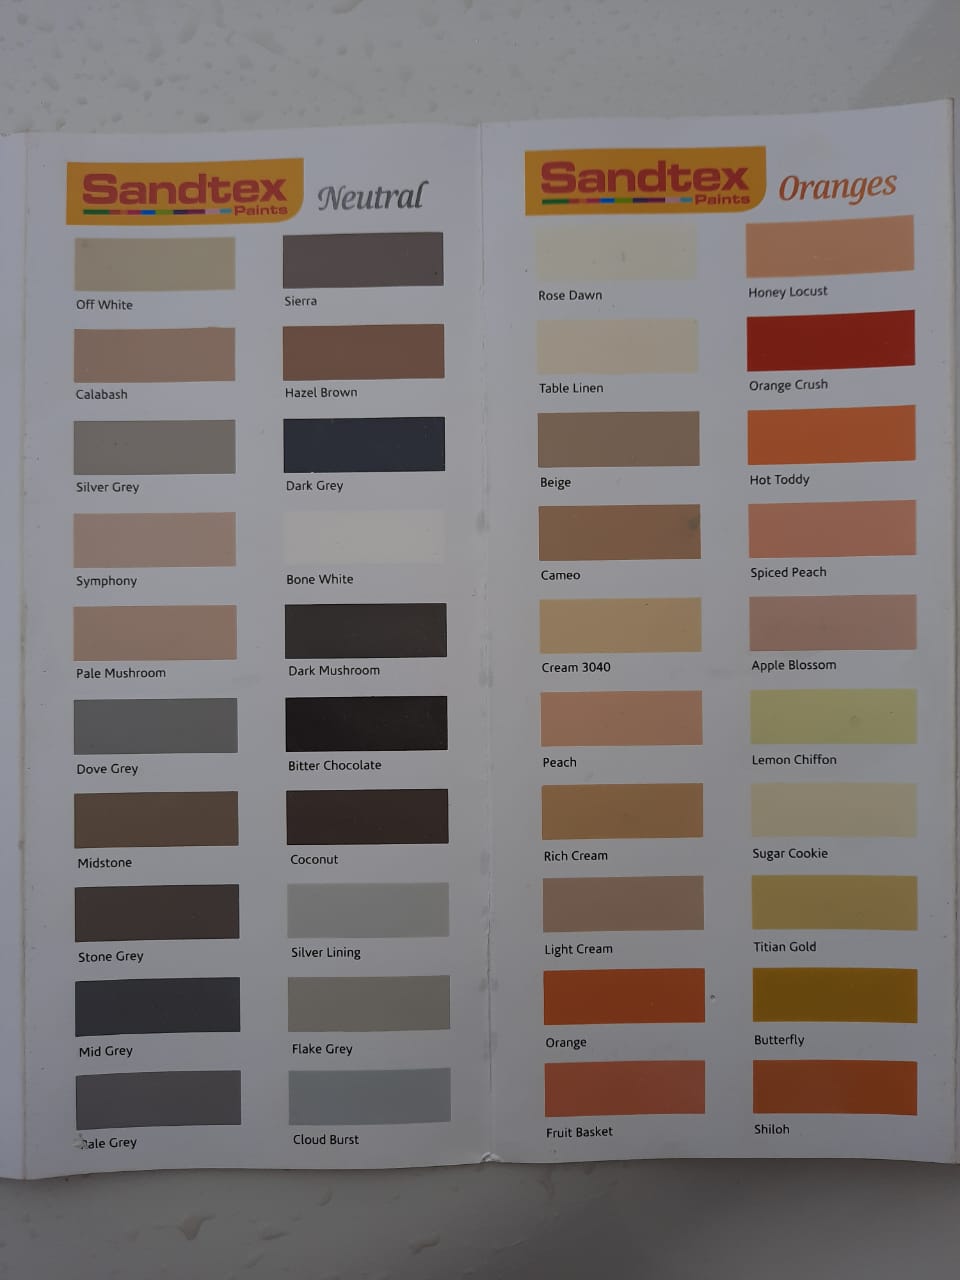 Sandtex
Paints
Neutral
Off White
Sierra
Calabash
Hazel Brown
Silver Grey
Dark Grey
Symphony
Bone White
Pale Mushroom
Dark Mushroom
Dove Grey
Bitter Chocolate
Midstone
Coconut
Stone Grey
Silver Lining
Mid Grey
Flake Grey
ale Grey
Cloud Burst
Sandtex
Paints
Oranges
Rose Dawn
Honey Locust
Table Linen
Orange Crush
Beige
Hot Toddy
Cameo
Spiced Peach
Cream 3040
Apple Blossom
Peach
Lemon Chiffon
Rich Cream
Sugar Cookie
Light Cream
Titian Gold
Orange
Butterfly
Fruit Basket
Shiloh